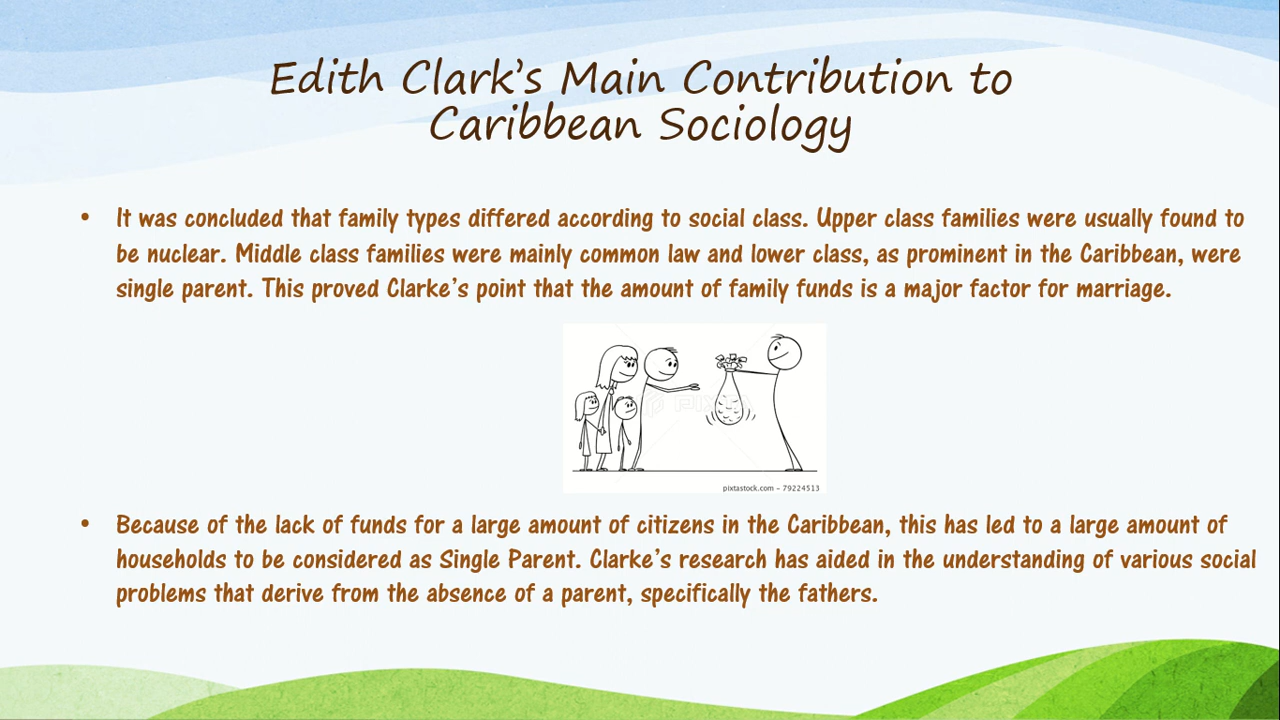 Edith Clark's Main Contribution to
Caribbean Sociology
• It was concluded that family types differed according to social class. Upper class families were usually found to
be nuclear. Middle class families were mainly common law and lower class, as prominent in the Caribbean, were
single parent. This proved Clarke's point that the amount of family funds is a major factor for marriage.
pixtastock.com - 79224513
• Because of the lack of funds for a large amount of citizens in the Caribbean, this has led to a large amount of
households to be considered as Single Parent. Clarke's research has aided in the understanding of various social
problems that derive from the absence of a parent, specifically the fathers.